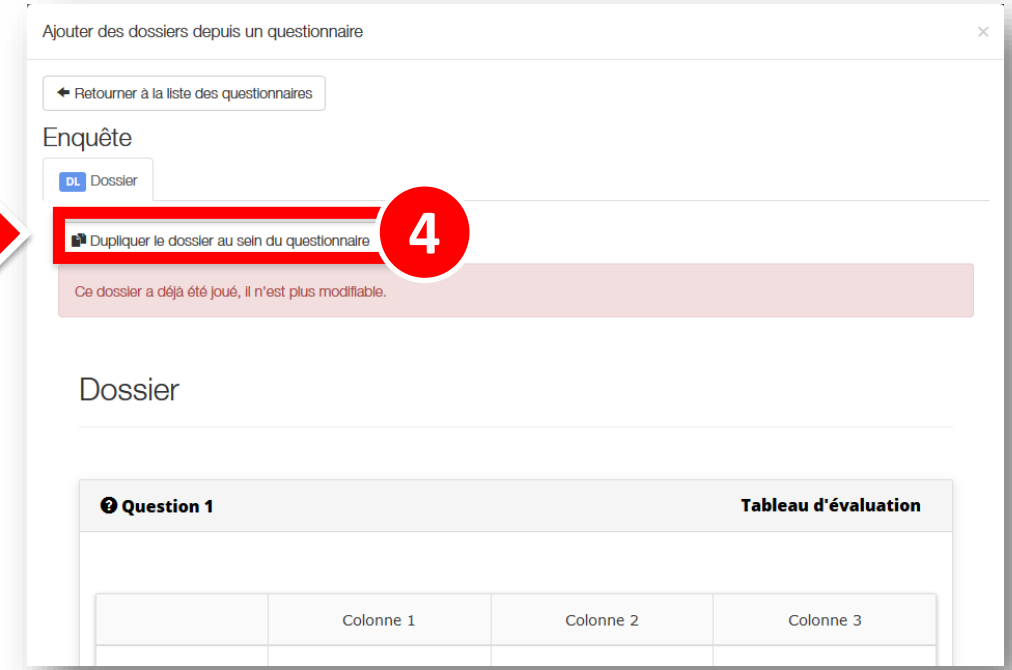 Ajouter des dossiers depuis un questionnaire
×
Retourner à la liste des questionnaires
Enquête
DL Dossier
Dupliquer le dossier au sein du questionnaire
4
Ce dossier a déjà été joué, il n'est plus modifiable.
Dossier
Question 1 Tableau d'évaluation
Colonne 1 Colonne 2 Colonne 3